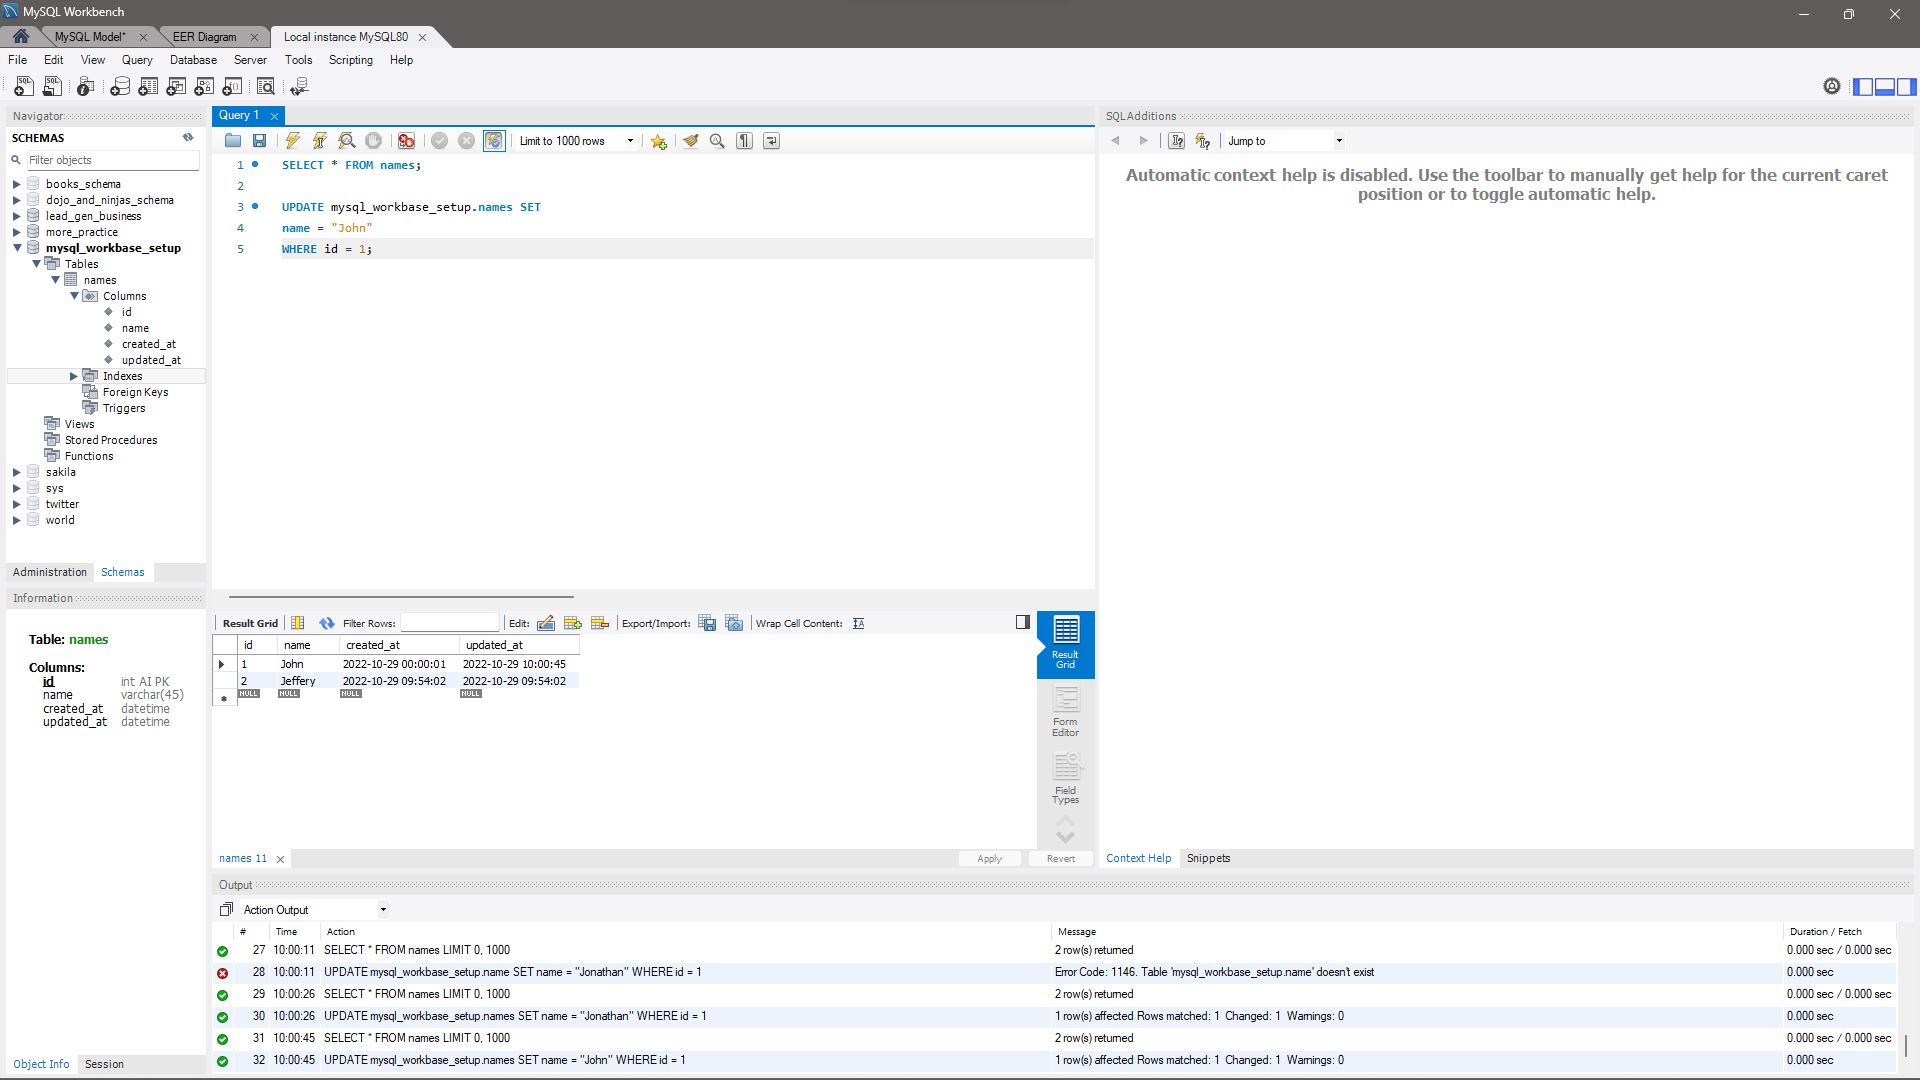 MySQL Workbench
MySQL Model* EER Diagram Local instance MySQL80
File Edit View Query Database Server Tools Scripting Help
Navigator
SCHEMAS
Filter objects
books_schema
dojo_and_ninjas_schema
lead_gen_business
more_practice
mysql_workbase_setup
Tables
names
Columns
id
name
created_at
updated_at
Indexes
Foreign Keys
Triggers
Views
Stored Procedures
Functions
sakila
sys
twitter
world
Administration Schemas
Information
Table: names
Columns:
id int AI PK
name varchar(45)
created_at datetime
updated_at datetime
Object Info Session
Query 1
Limit to 1000 rows
1 SELECT * FROM names;
2
3 UPDATE mysql_workbase_setup.names SET
4 name = "John"
5 WHERE id = 1;
Result Grid Filter Rows: Edit: Export/Import: Wrap Cell Content:
id name created_at updated_at
1 John 2022-10-29 00:00:01 2022-10-29 10:00:45
2 Jeffery 2022-10-29 09:54:02 2022-10-29 09:54:02
NULL NULL NULL NULL
Result Grid
Form Editor
Field Types
names 11 Apply Revert
SQLAdditions
Jump to
Automatic context help is disabled. Use the toolbar to manually get help for the current caret
position or to toggle automatic help.
Context Help Snippets
Output
Action Output
# Time Action Message Duration / Fetch
27 10:00:11 SELECT * FROM names LIMIT 0, 1000 2 row(s) returned 0.000 sec / 0.000 sec
28 10:00:11 UPDATE mysql_workbase_setup.name SET name = "Jonathan" WHERE id = 1 Error Code: 1146. Table 'mysql_workbase_setup.name' doesn't exist 0.000 sec
29 10:00:26 SELECT * FROM names LIMIT 0, 1000 2 row(s) returned 0.000 sec / 0.000 sec
30 10:00:26 UPDATE mysql_workbase_setup.names SET name = "Jonathan" WHERE id = 1 1 row(s) affected Rows matched: 1 Changed: 1 Warnings: 0 0.000 sec
31 10:00:45 SELECT * FROM names LIMIT 0, 1000 2 row(s) returned 0.000 sec / 0.000 sec
32 10:00:45 UPDATE mysql_workbase_setup.names SET name = "John" WHERE id = 1 1 row(s) affected Rows matched: 1 Changed: 1 Warnings: 0 0.000 sec